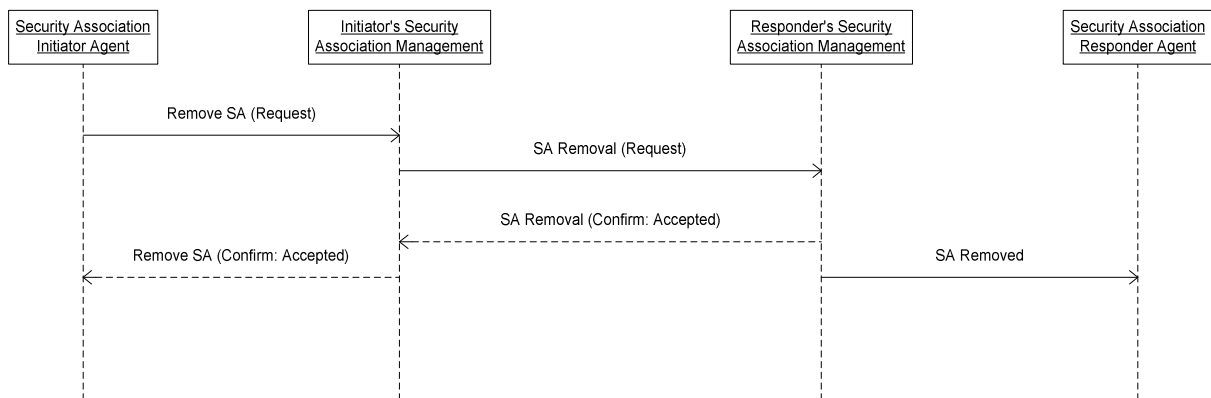 Security Association
Initiator Agent
Initiator's Security
Association Management
Responder's Security
Association Management
Security Association
Responder Agent
Remove SA (Request)
SA Removal (Request)
SA Removal (Confirm: Accepted)
Remove SA (Confirm: Accepted)
SA Removed